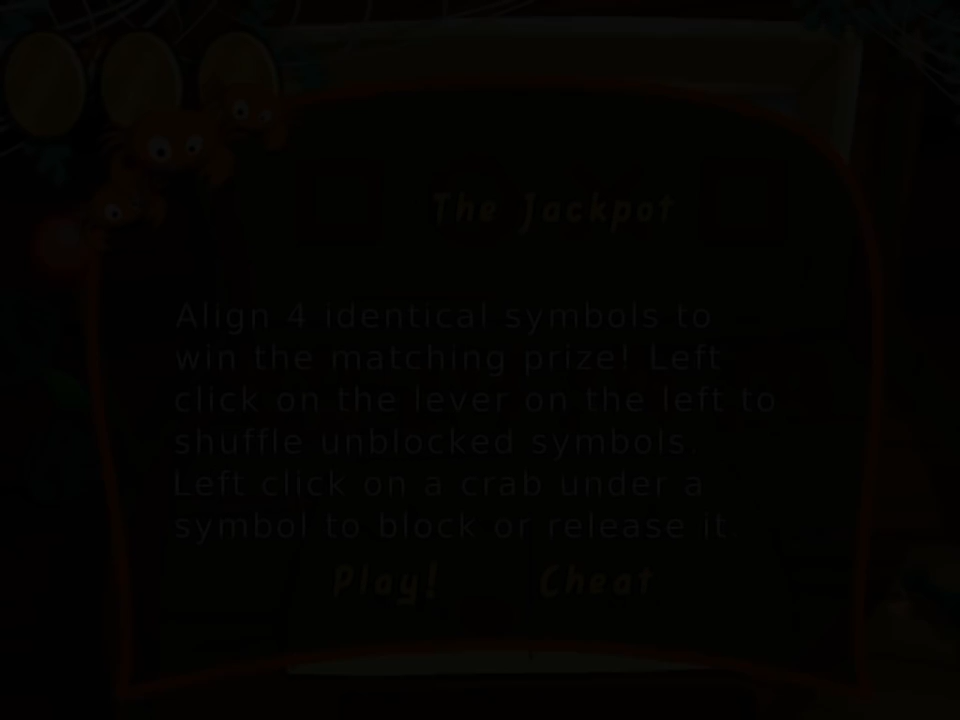 The Jackpot
Align 4 identical symbols to
win the matching prize! Left
click on the lever on the left to
shuffle unblocked symbols.
Left click on a crab under a
symbol to block or release it.
Play! Cheat